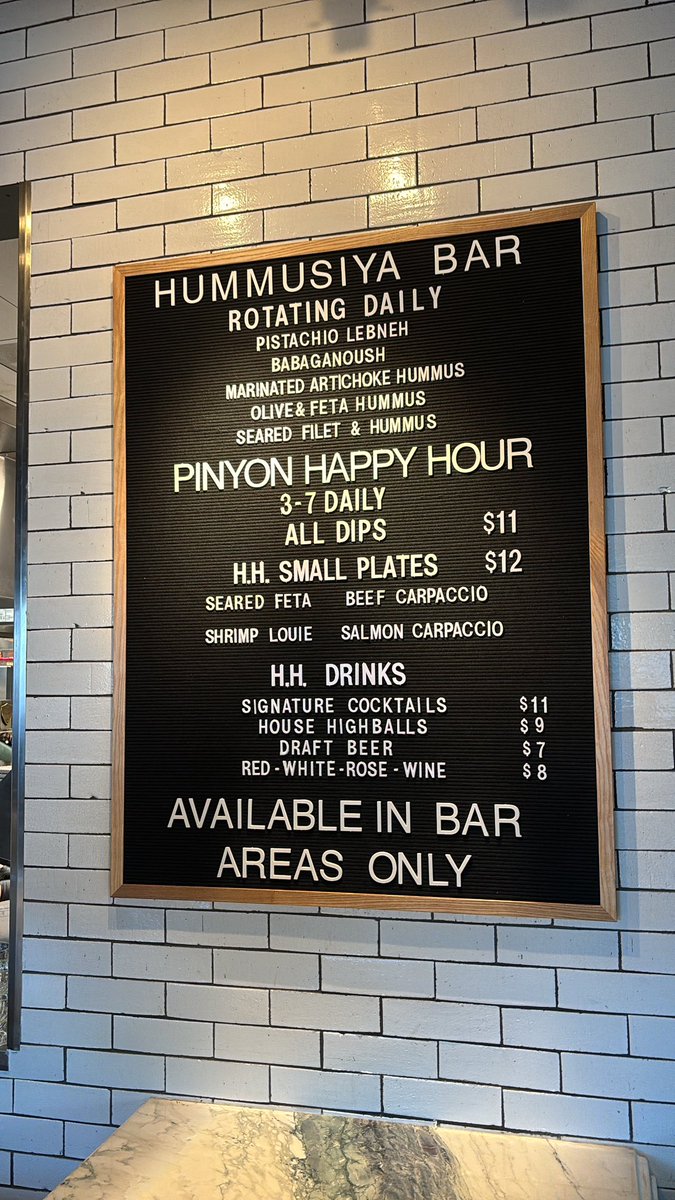 HUMMUSIYA BAR
ROTATING DAILY
PISTACHIO LEBNEH
BABAGANOUSH
MARINATED ARTICHOKE HUMMUS
OLIVE & FETA HUMMUS
SEARED FILET & HUMMUS
PINYON HAPPY HOUR
3-7 DAILY
ALL DIPS $11
H.H. SMALL PLATES $12
SEARED FETA BEEF CARPACCIO
SHRIMP LOUIE SALMON CARPACCIO
H.H. DRINKS
SIGNATURE COCKTAILS $11
HOUSE HIGHBALLS $9
DRAFT BEER $7
RED-WHITE-ROSE-WINE $8
AVAILABLE IN BAR
AREAS ONLY